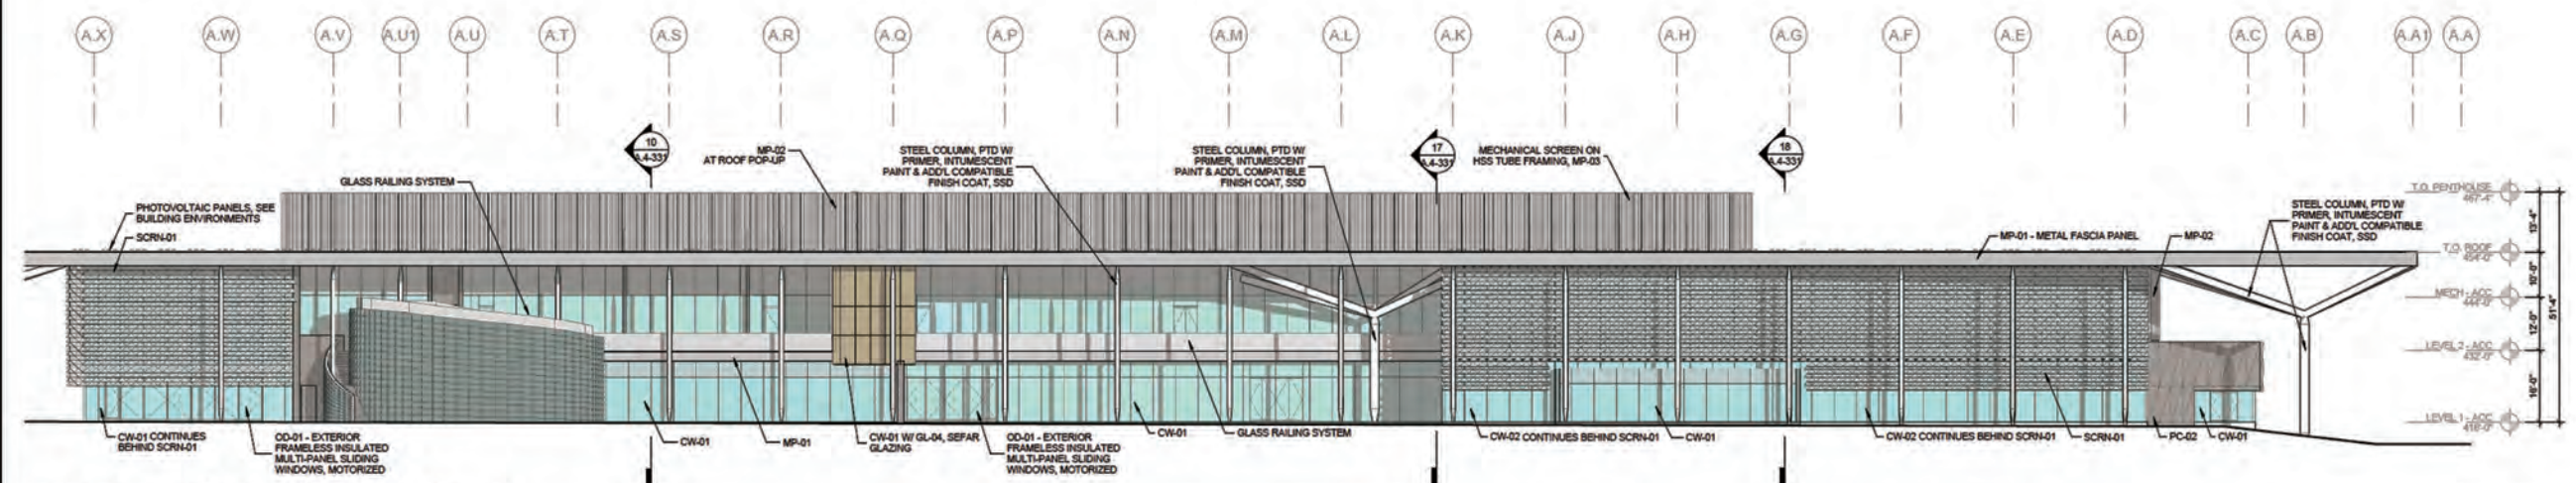 A.X
A.W
A.V
A.U1
A.U
A.T
A.S
A.R
A.Q
A.P
A.N
A.M
A.L
A.K
A.J
A.H
A.G
A.F
A.E
A.D
A.C
A.B
A.A1
A.A
10
A.4-331
17
A.4-331
18
A.4-331
PHOTOVOLTAIC PANELS, SEE
BUILDING ENVIRONMENTS
SCRN-01
GLASS RAILING SYSTEM
MP-02
AT ROOF POP-UP
STEEL COLUMN, PTD W/
PRIMER, INTUMESCENT
PAINT & ADD'L COMPATIBLE
FINISH COAT, SSD
STEEL COLUMN, PTD W/
PRIMER, INTUMESCENT
PAINT & ADD'L COMPATIBLE
FINISH COAT, SSD
MECHANICAL SCREEN ON
HSS TUBE FRAMING, MP-03
MP-01 - METAL FASCIA PANEL
MP-02
STEEL COLUMN, PTD W/
PRIMER, INTUMESCENT
PAINT & ADD'L COMPATIBLE
FINISH COAT, SSD
T.O. PENTHOUSE
467'-4"
T.O. ROOF
454'-0"
MECH - ACC
444'-0"
LEVEL 2 - ACC
432'-0"
LEVEL 1 - ACC
416'-0"
13'-4"
10'-0"
12'-0"
16'-0"
51'-4"
CW-01 CONTINUES
BEHIND SCRN-01
OD-01 - EXTERIOR
FRAMELESS INSULATED
MULTI-PANEL SLIDING
WINDOWS, MOTORIZED
CW-01
MP-01
CW-01 W/ GL-04, SEFAR
GLAZING
OD-01 - EXTERIOR
FRAMELESS INSULATED
MULTI-PANEL SLIDING
WINDOWS, MOTORIZED
CW-01
GLASS RAILING SYSTEM
CW-02 CONTINUES BEHIND SCRN-01
CW-01
CW-02 CONTINUES BEHIND SCRN-01
SCRN-01
PC-02
CW-01